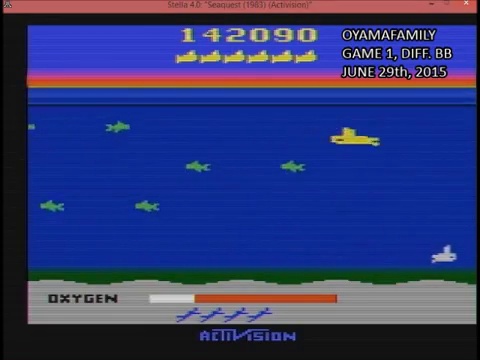 Stella 4.0: "Seaquest (1983) (Activision)"
142090
OYAMAFAMILY
GAME 1, DIFF. BB
JUNE 29th, 2015
OXYGEN
ACTIVISION